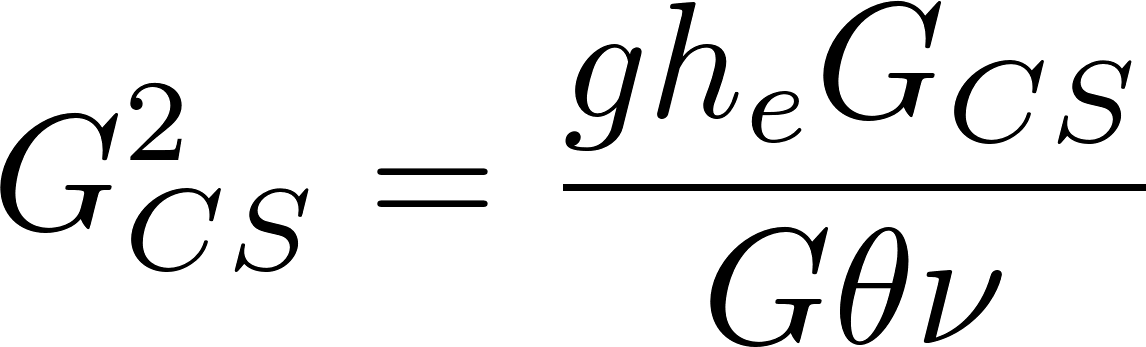 G_{CS}^{2} = \frac{g h_e G_{CS}}{G \theta \nu}